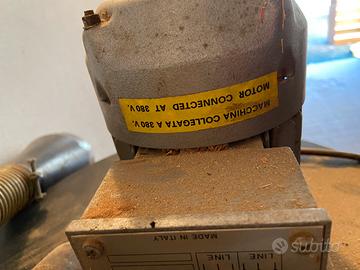 MACCHINA COLLEGATA A 380 V.
MOTOR CONNECTED AT 380 V.
MADE IN ITALY
LINE
LINE
subito